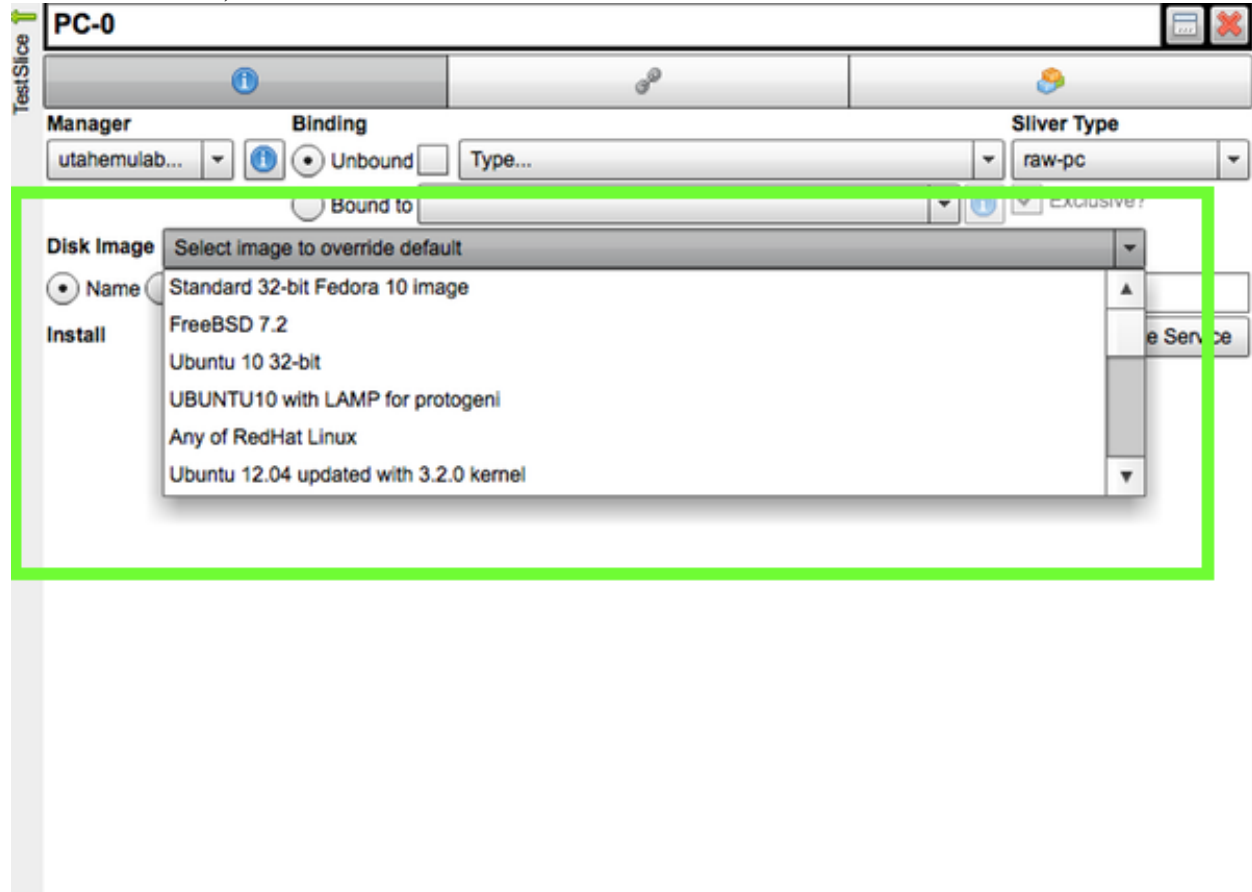 TestSlice
PC-0
Manager Binding Sliver Type
utahemulab... Unbound Type... raw-pc
Bound to Exclusive?
Disk Image Select image to override default
Name Standard 32-bit Fedora 10 image
FreeBSD 7.2
Install e Service
Ubuntu 10 32-bit
UBUNTU10 with LAMP for protogeni
Any of RedHat Linux
Ubuntu 12.04 updated with 3.2.0 kernel